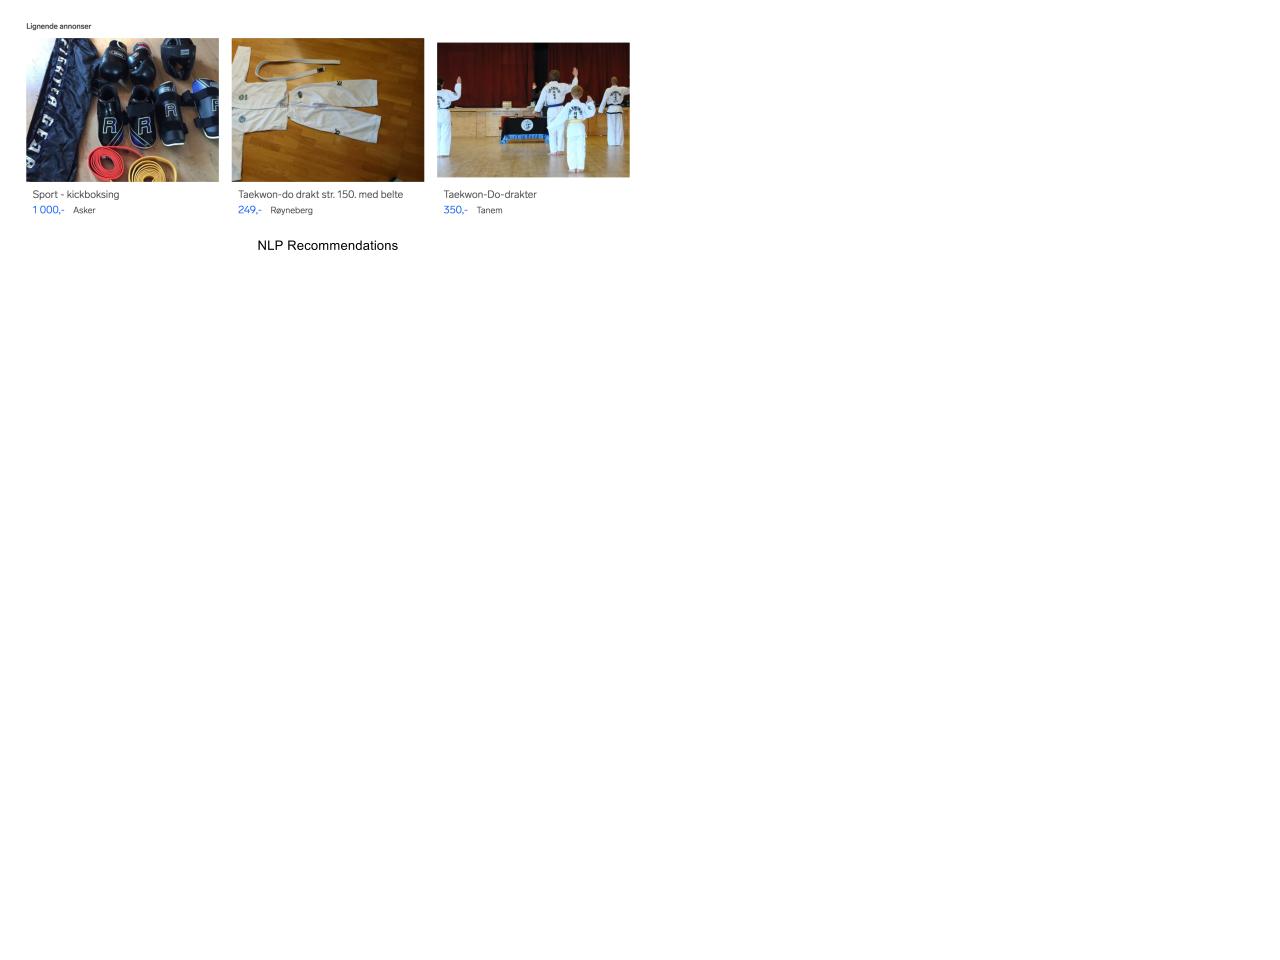 Lignende annonser
FIGHTER GEAR
R R
Sport - kickboksing
1 000,- Asker
Taekwon-do drakt str. 150. med belte
249,- Røyneberg
Taekwon-Do-drakter
350,- Tanem
NLP Recommendations